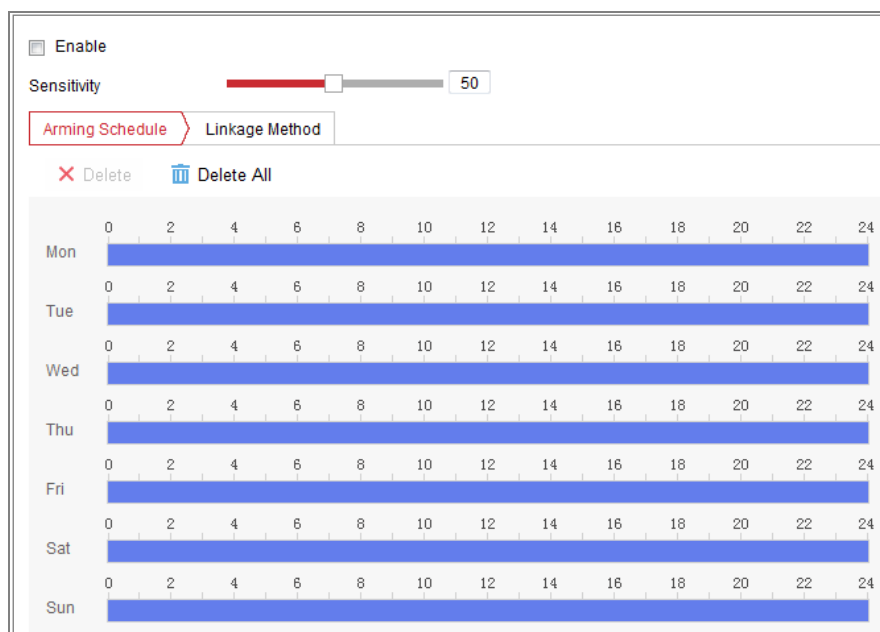 Enable
Sensitivity 50
Arming Schedule Linkage Method
Delete Delete All
0 2 4 6 8 10 12 14 16 18 20 22 24
Mon
0 2 4 6 8 10 12 14 16 18 20 22 24
Tue
0 2 4 6 8 10 12 14 16 18 20 22 24
Wed
0 2 4 6 8 10 12 14 16 18 20 22 24
Thu
0 2 4 6 8 10 12 14 16 18 20 22 24
Fri
0 2 4 6 8 10 12 14 16 18 20 22 24
Sat
0 2 4 6 8 10 12 14 16 18 20 22 24
Sun